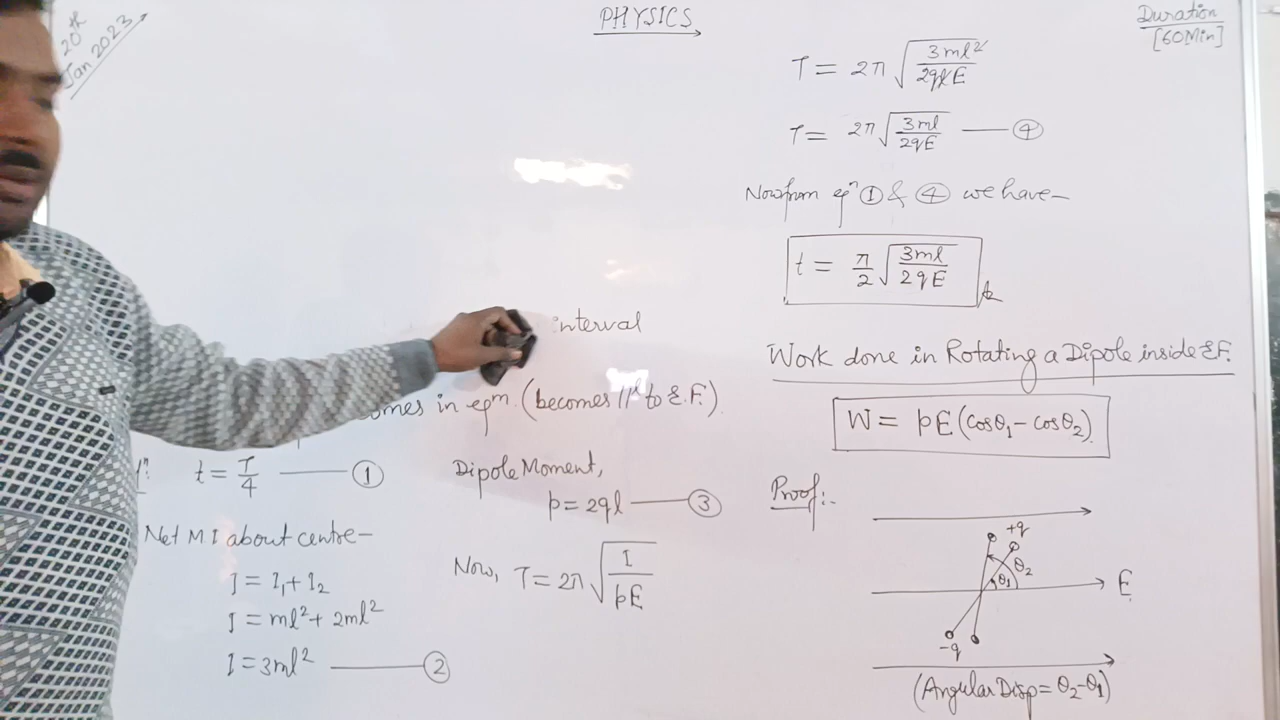 20th
Jan 2023
PHYSICS
Duration
[60Min]
interval
comes in eqm. (becomes ||l to E.F.)
t = T/4 —— ①
Net M I about centre—
I = I₁ + I₂
I = ml² + 2ml²
I = 3ml² —— ②
Dipole Moment,
p = 2ql —— ③
Now, T = 2π√(I/pE)
T = 2π√(3ml²/2qlE)
T = 2π√(3ml/2qE) —— ④
Now from eqn ① & ④ we have—
t = π/2 √(3ml/2qE)
Work done in Rotating a Dipole inside E.F.
W = pE(cosθ₁ − cosθ₂)
Proof:-
+q
θ₂
θ₁
E
-q
(Angular Disp = θ₂-θ₁)